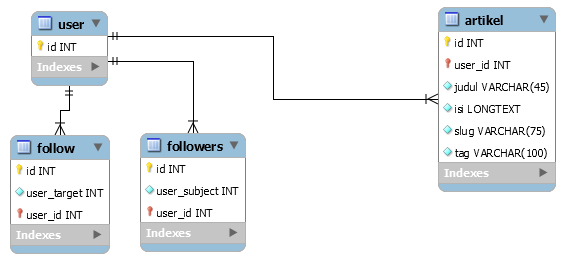 user
id INT
Indexes
follow
id INT
user_target INT
user_id INT
Indexes
followers
id INT
user_subject INT
user_id INT
Indexes
artikel
id INT
user_id INT
judul VARCHAR(45)
isi LONGTEXT
slug VARCHAR(75)
tag VARCHAR(100)
Indexes